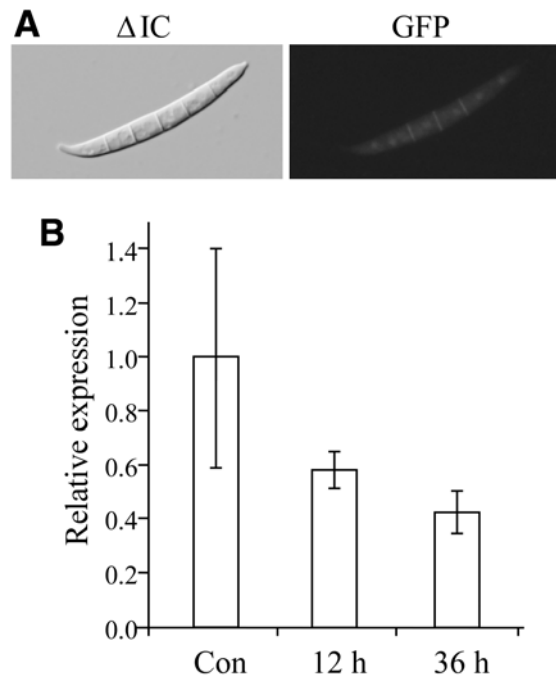 A
ΔIC
GFP
B
Relative expression
1.4
1.2
1.0
0.8
0.6
0.4
0.2
0.0
Con 12 h 36 h